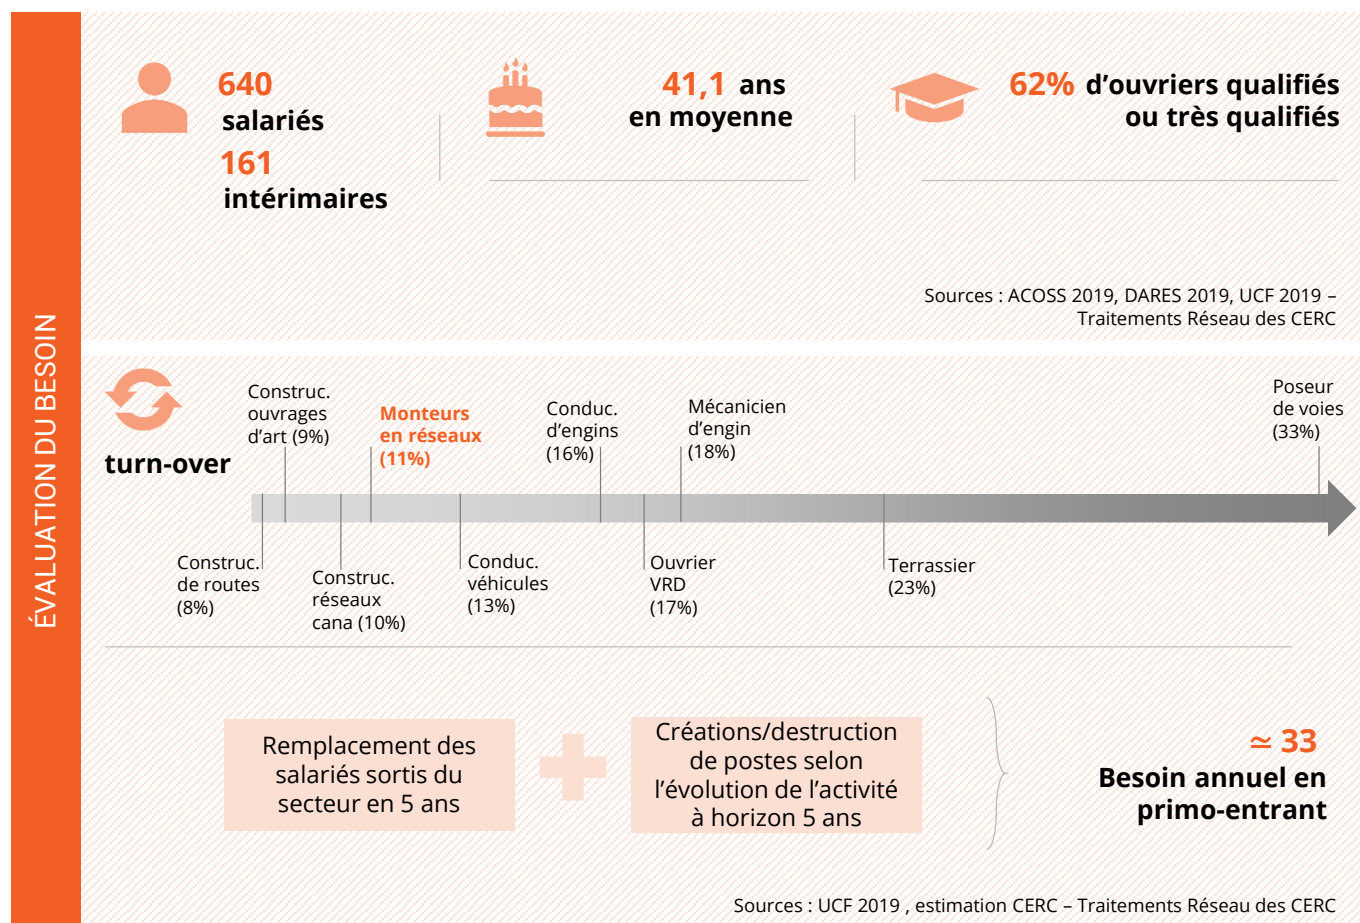 ÉVALUATION DU BESOIN
640
salariés
161
intérimaires
41,1 ans
en moyenne
62% d’ouvriers qualifiés
ou très qualifiés
Sources : ACOSS 2019, DARES 2019, UCF 2019 –
Traitements Réseau des CERC
turn-over
Construc.
ouvrages
d’art (9%)
Monteurs
en réseaux
(11%)
Conduc.
d’engins
(16%)
Mécanicien
d’engin
(18%)
Poseur
de voies
(33%)
Construc.
de routes
(8%)
Construc.
réseaux
cana (10%)
Conduc.
véhicules
(13%)
Ouvrier
VRD
(17%)
Terrassier
(23%)
Remplacement des
salariés sortis du
secteur en 5 ans
Créations/destruction
de postes selon
l’évolution de l’activité
à horizon 5 ans
≃ 33
Besoin annuel en
primo-entrant
Sources : UCF 2019 , estimation CERC – Traitements Réseau des CERC